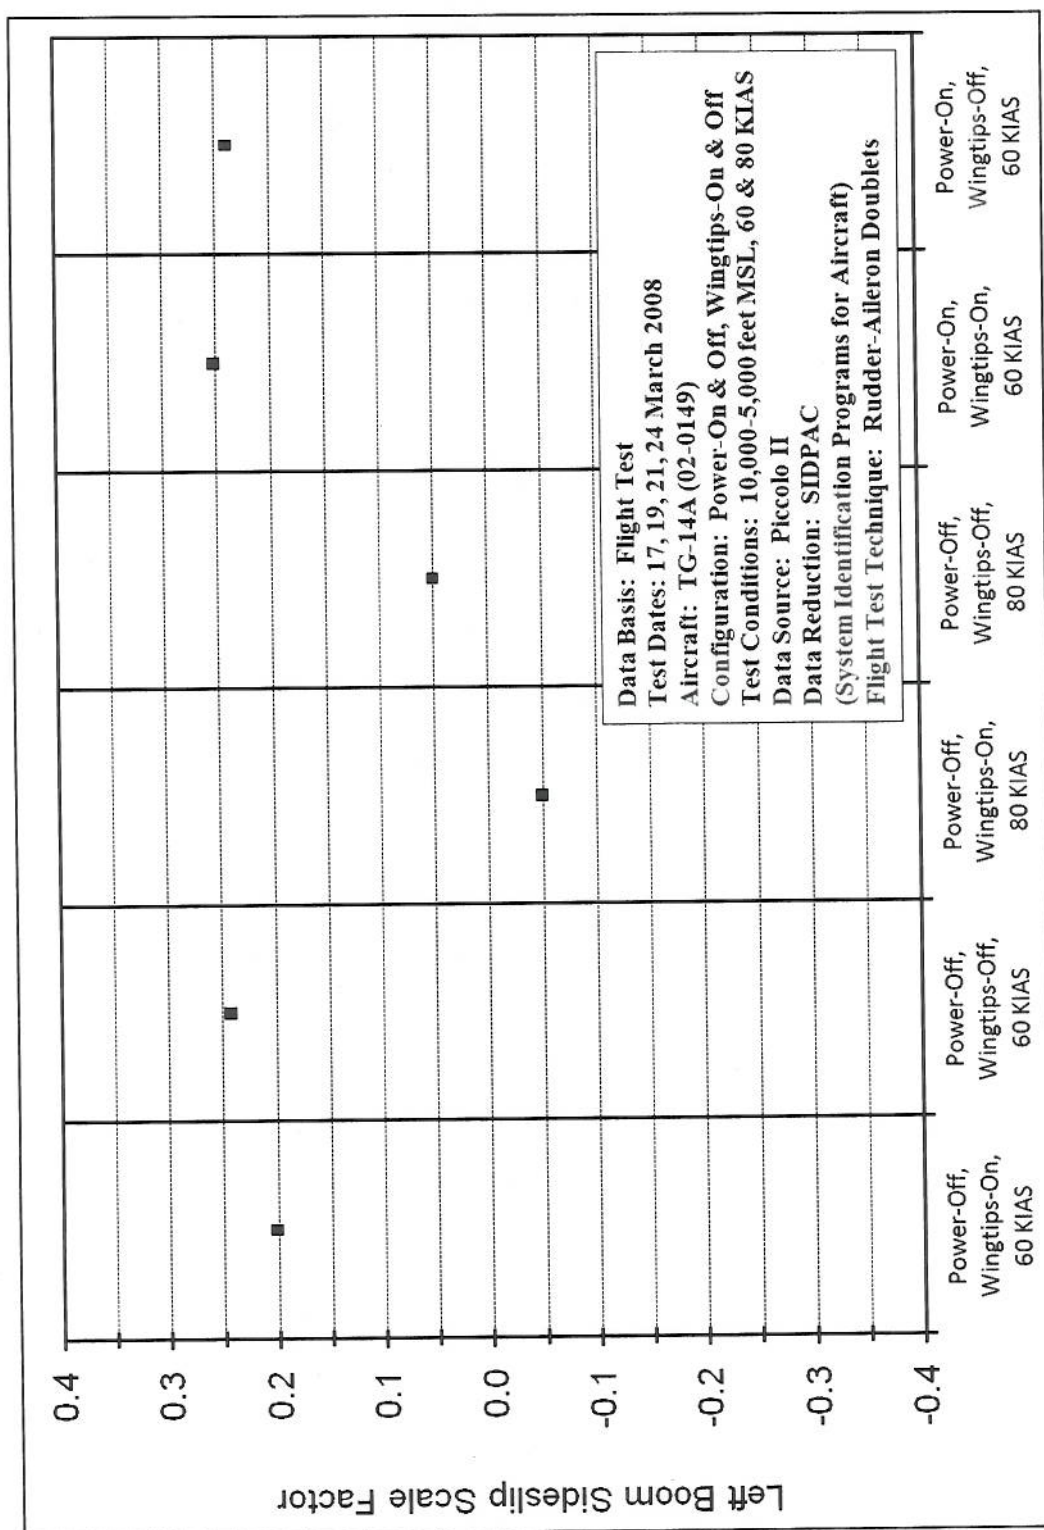 Left Boom Sideslip Scale Factor
0.4
0.3
0.2
0.1
0.0
-0.1
-0.2
-0.3
-0.4
Data Basis: Flight Test
Test Dates: 17, 19, 21, 24 March 2008
Aircraft: TG-14A (02-0149)
Configuration: Power-On & Off, Wingtips-On & Off
Test Conditions: 10,000-5,000 feet MSL, 60 & 80 KIAS
Data Source: Piccolo II
Data Reduction: SIDPAC
(System Identification Programs for Aircraft)
Flight Test Technique: Rudder-Aileron Doublets
Power-Off,
Wingtips-On,
60 KIAS
Power-Off,
Wingtips-Off,
60 KIAS
Power-Off,
Wingtips-On,
80 KIAS
Power-Off,
Wingtips-Off,
80 KIAS
Power-On,
Wingtips-On,
60 KIAS
Power-On,
Wingtips-Off,
60 KIAS